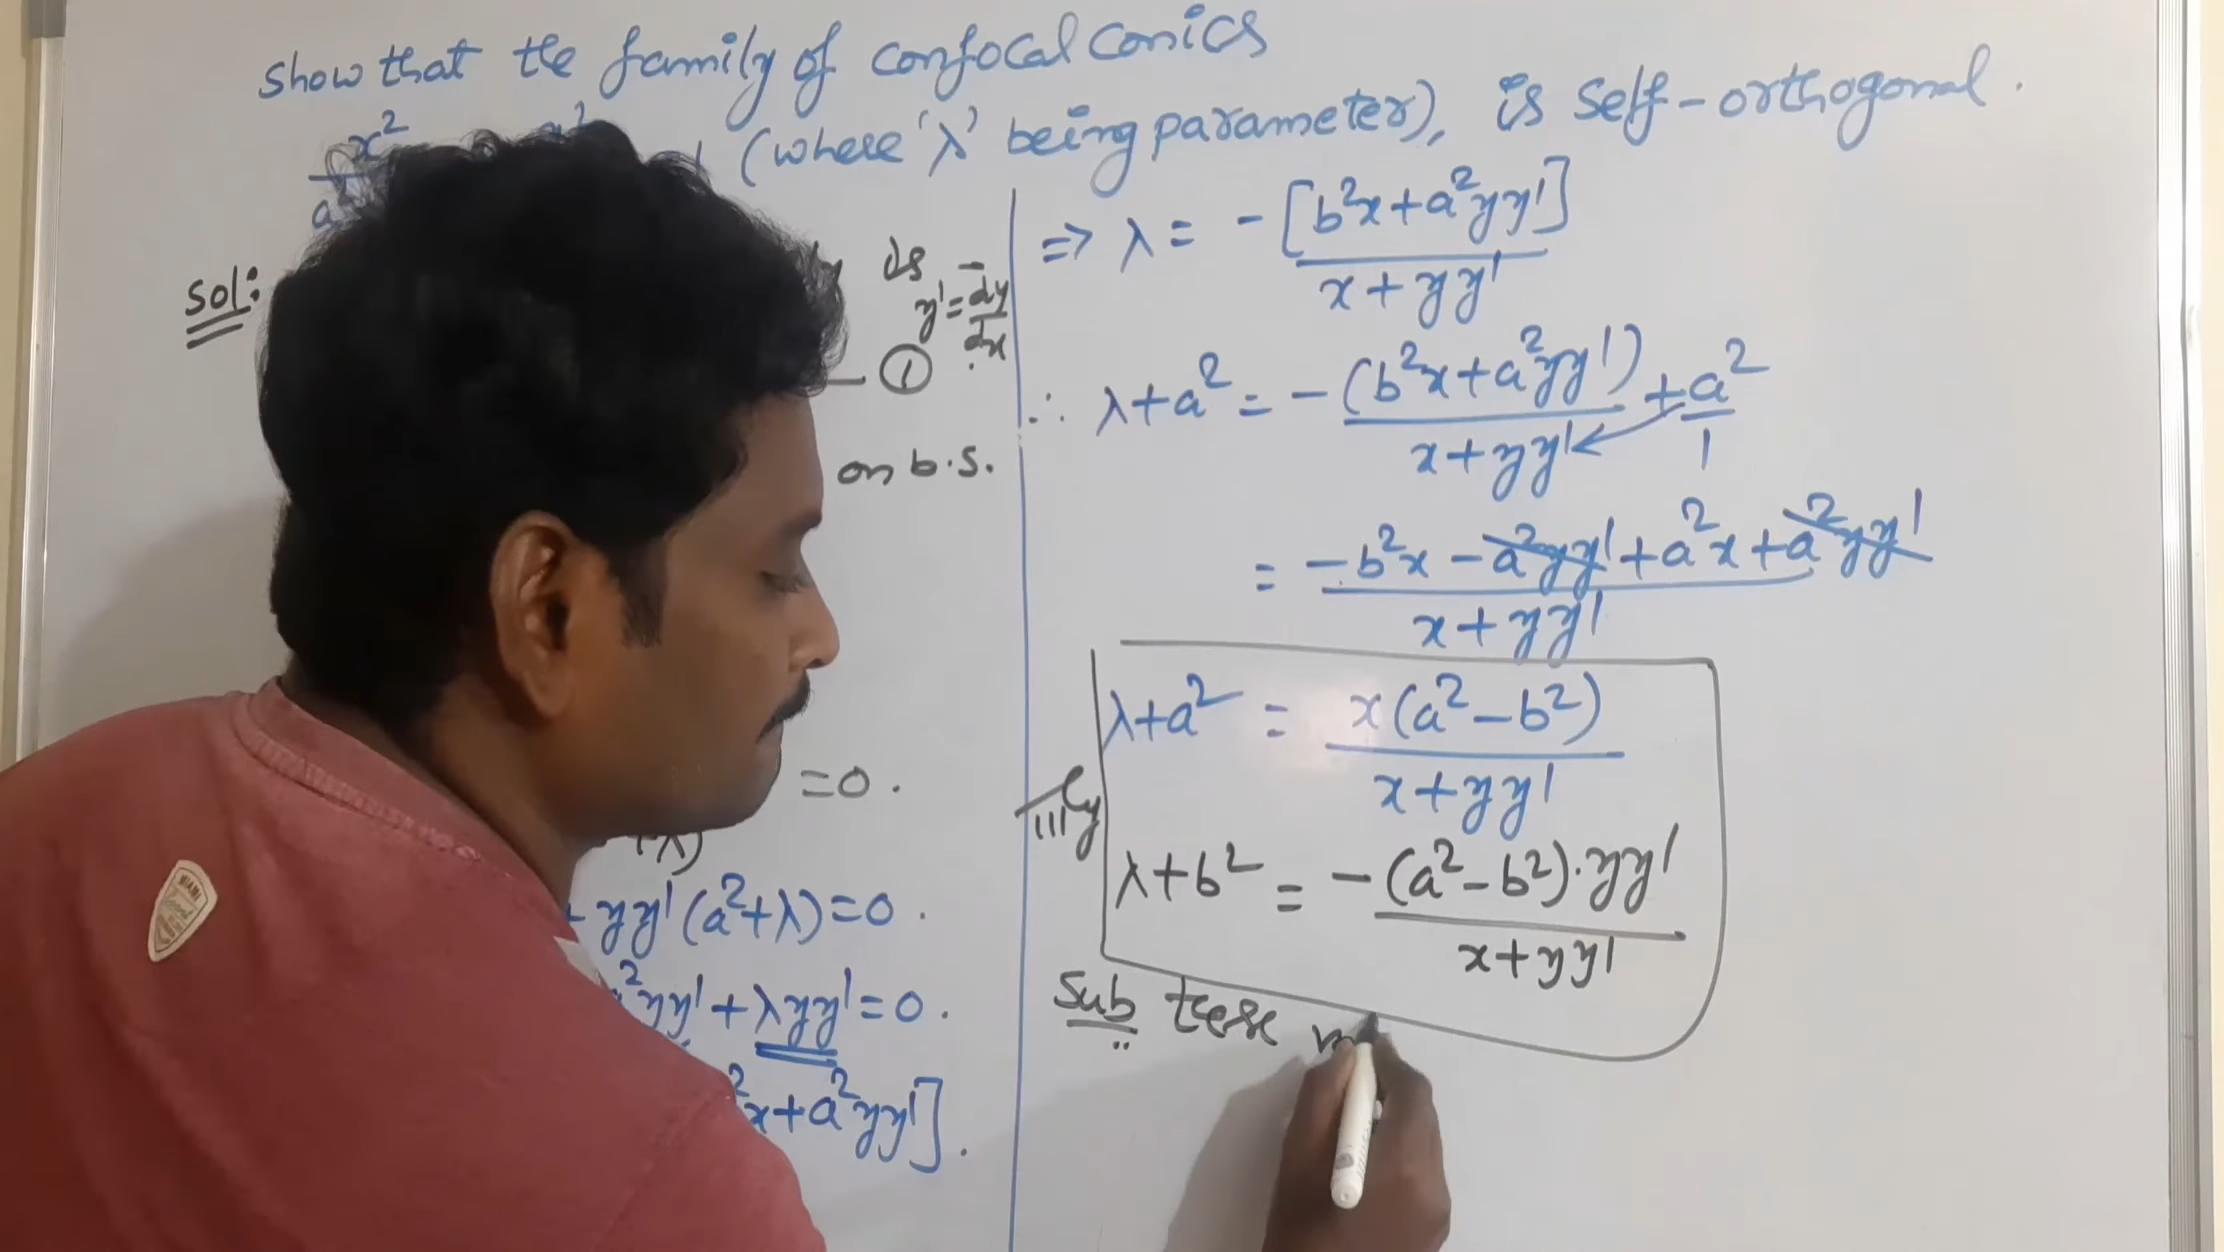 Show that the family of confocal conics
x² (where 'λ' being parameter), is self-orthogonal.
a²
Sol:
is
y' = dy/dx
①
on b.s.
=0.
yy'(a²+λ)=0.
²yy' + λyy' = 0.
²x+a²yy'].
⇒ λ = -[b²x+a²yy'] / x+yy'
∴ λ+a² = -(b²x+a²yy') / x+yy' + a²/1
= -b²x - a²yy' + a²x + a²yy' / x+yy'
λ+a² = x(a²-b²) / x+yy'
|||ly
λ+b² = -(a²-b²).yy' / x+yy'
Sub these